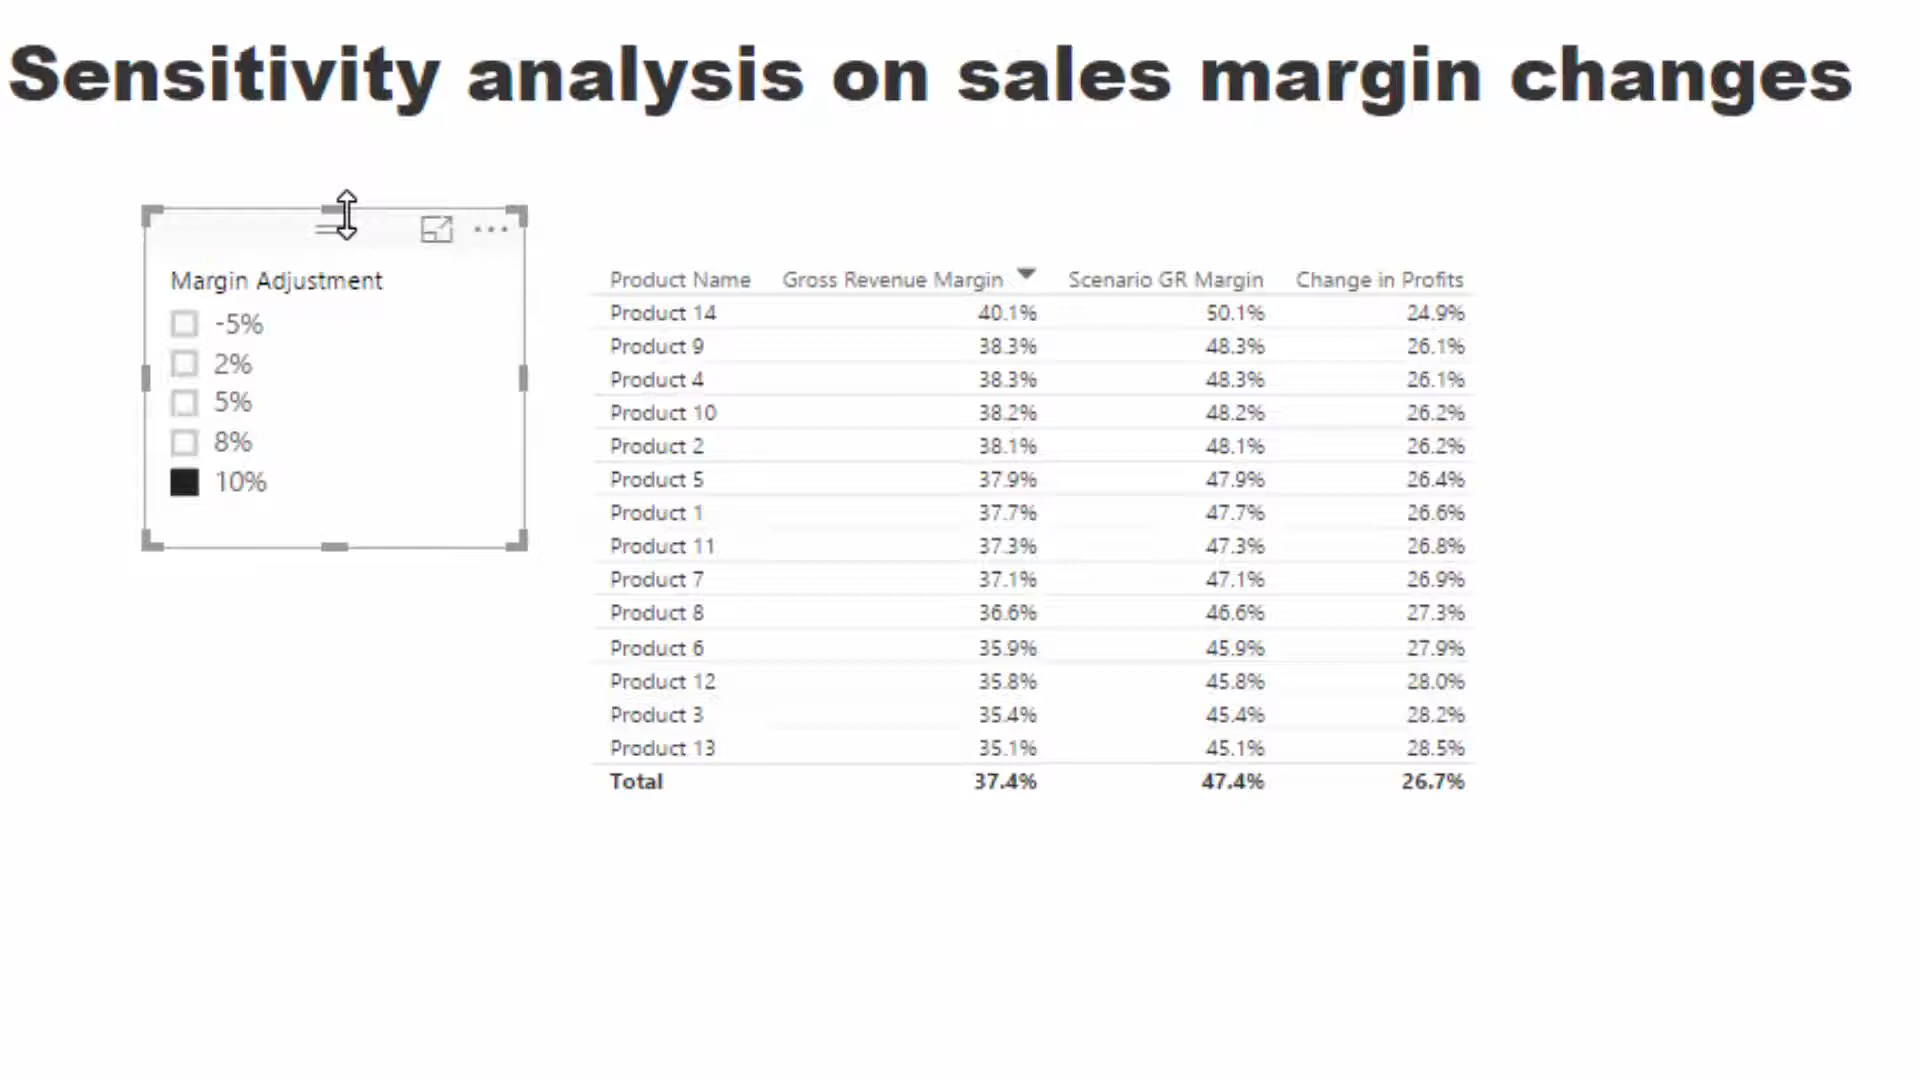 Sensitivity analysis on sales margin changes
Margin Adjustment
-5%
2%
5%
8%
10%
Product Name Gross Revenue Margin Scenario GR Margin Change in Profits
Product 14 40.1% 50.1% 24.9%
Product 9 38.3% 48.3% 26.1%
Product 4 38.3% 48.3% 26.1%
Product 10 38.2% 48.2% 26.2%
Product 2 38.1% 48.1% 26.2%
Product 5 37.9% 47.9% 26.4%
Product 1 37.7% 47.7% 26.6%
Product 11 37.3% 47.3% 26.8%
Product 7 37.1% 47.1% 26.9%
Product 8 36.6% 46.6% 27.3%
Product 6 35.9% 45.9% 27.9%
Product 12 35.8% 45.8% 28.0%
Product 3 35.4% 45.4% 28.2%
Product 13 35.1% 45.1% 28.5%
Total 37.4% 47.4% 26.7%